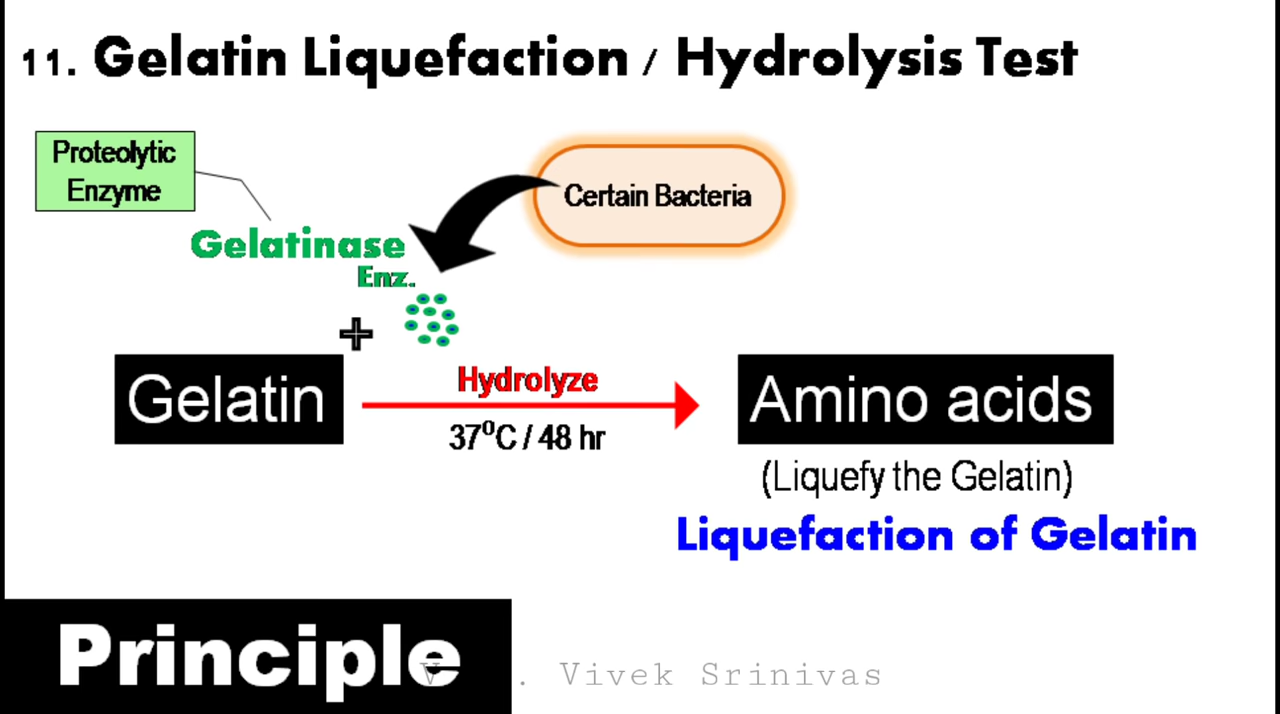 11. Gelatin Liquefaction / Hydrolysis Test
Proteolytic
Enzyme
Certain Bacteria
Gelatinase
Enz.
+
Hydrolyze
Gelatin
Amino acids
37⁰C / 48 hr
(Liquefy the Gelatin)
Liquefaction of Gelatin
Principle
. Vivek Srinivas